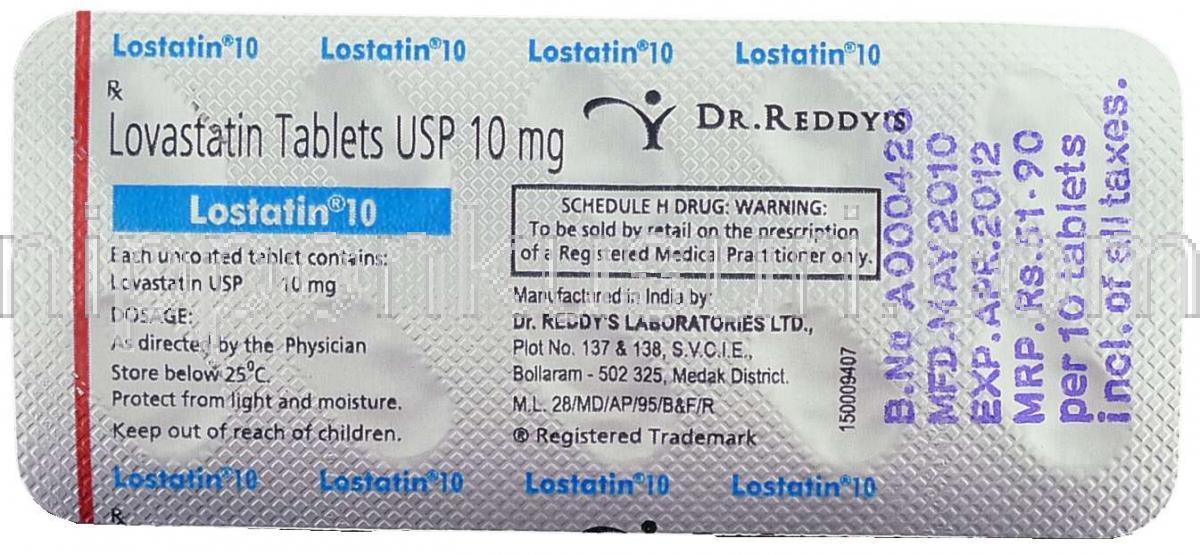 Lostatin®10 Lostatin®10 Lostatin®10 Lostatin®10
℞
Lovastatin Tablets USP 10 mg
Lostatin®10
Each uncoated tablet contains:
Lovastatin USP 10 mg
DOSAGE:
As directed by the Physician
Store below 25⁰C.
Protect from light and moisture.
Keep out of reach of children.
DR.REDDY'S
SCHEDULE H DRUG: WARNING:
To be sold by retail on the prescription
of a Registered Medical Practitioner only.
Manufactured in India by:
Dr. REDDY'S LABORATORIES LTD.,
Plot No. 137 & 138, S.V.C.I.E.,
Bollaram - 502 325, Medak District.
M.L. 28/MD/AP/95/B&F/R
® Registered Trademark
150009407
B.No A000423
MFD.MAY.2010
EXP.APR.2012
MRP.Rs.51.90
per 10 tablets
incl. of all taxes.
Lostatin®10 Lostatin®10 Lostatin®10 Lostatin®10
℞